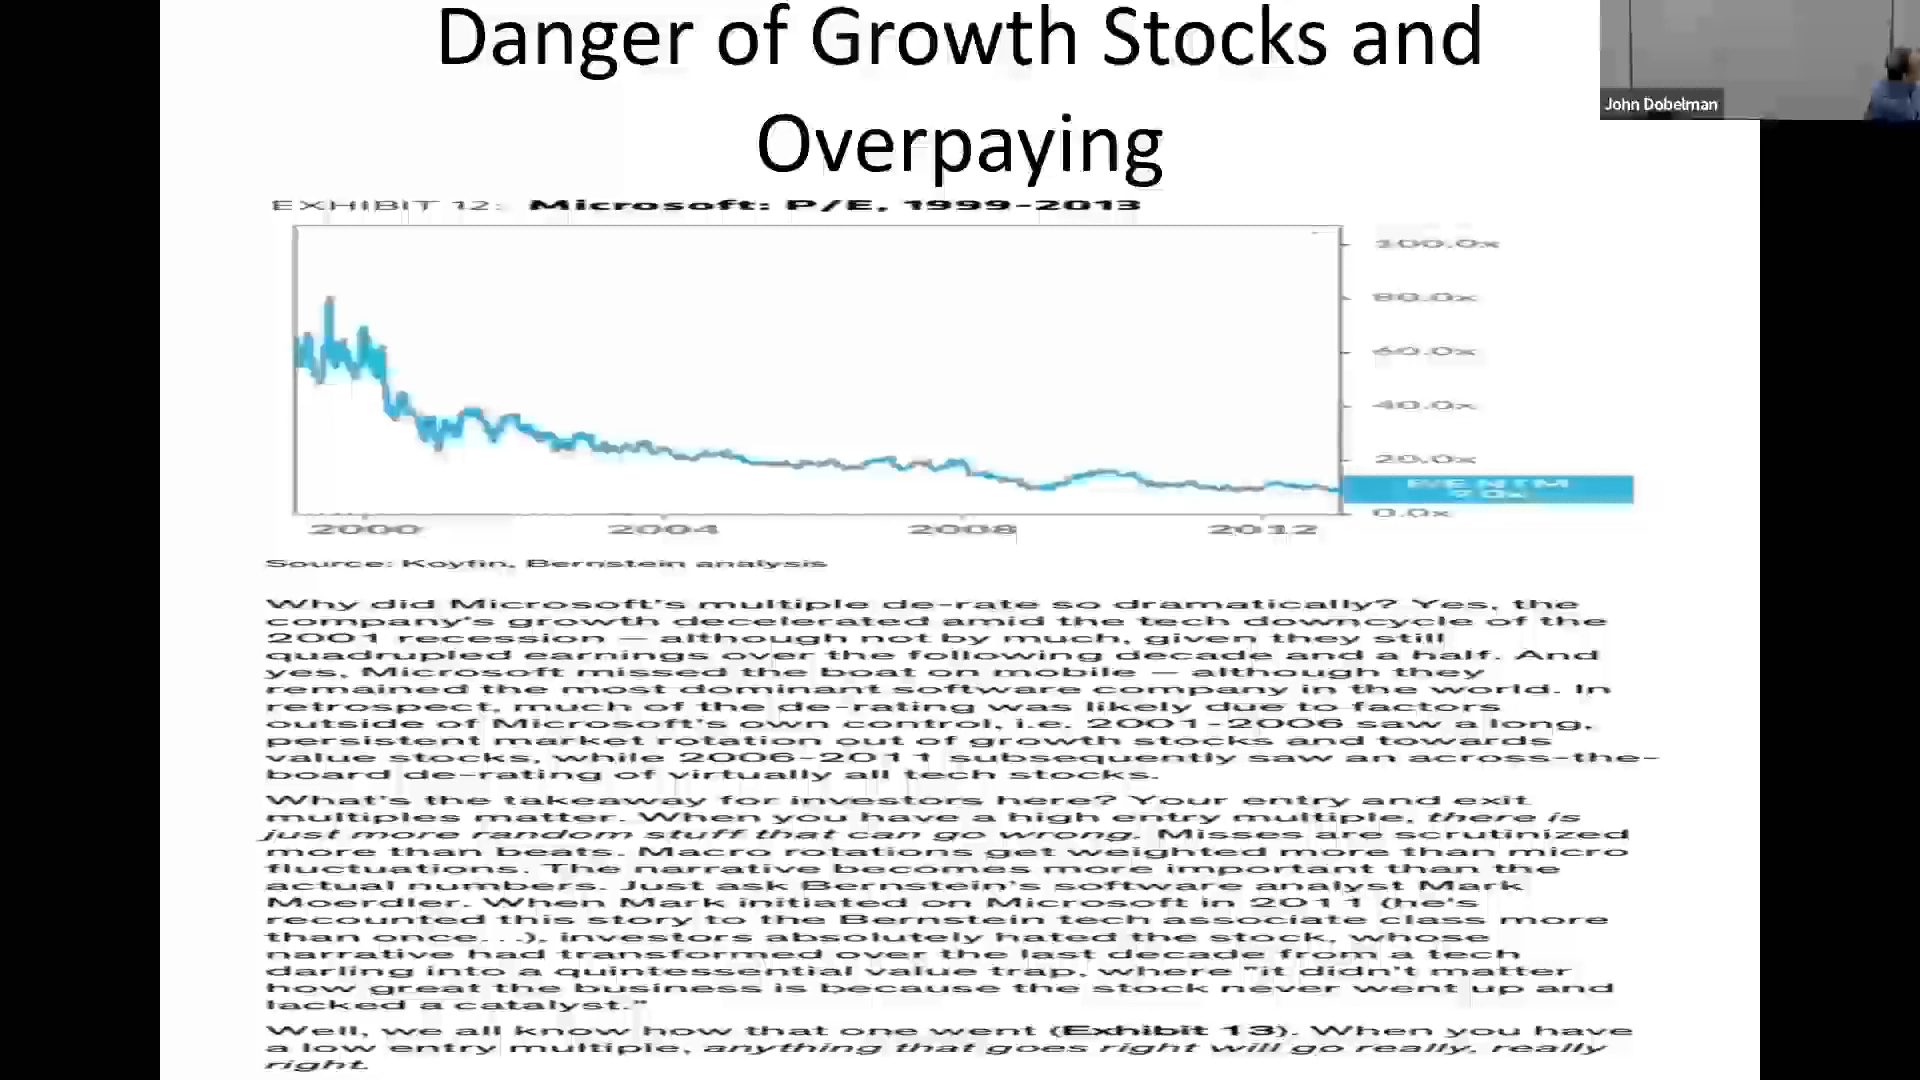 Danger of Growth Stocks and
Overpaying
John Dobelman
EXHIBIT 12: Microsoft: P/E, 1999-2013
100.0x
80.0x
60.0x
40.0x
20.0x
0.0x
2000 2004 2008 2012
Source: Koyfin, Bernstein analysis
Why did Microsoft's multiple de-rate so dramatically? Yes, the
company's growth decelerated amid the tech downcycle of the
2001 recession – although not by much, given they still
quadrupled earnings over the following decade and a half. And
yes, Microsoft missed the boat on mobile – although they
remained the most dominant software company in the world. In
retrospect, much of the de-rating was likely due to factors
outside of Microsoft's own control, i.e. 2001-2006 saw a long,
persistent market rotation out of growth stocks and towards
value stocks, while 2006-2011 subsequently saw an across-the-
board de-rating of virtually all tech stocks.
What's the takeaway for investors here? Your entry and exit
multiples matter. When you have a high entry multiple, there is
just more random stuff that can go wrong. Misses are scrutinized
more than beats. Macro rotations get weighted more than micro
fluctuations. The narrative becomes more important than the
actual numbers. Just ask Bernstein's software analyst Mark
Moerdler. When Mark initiated on Microsoft in 2011 (he's
recounted this story to the Bernstein tech associate class more
than once...), investors absolutely hated the stock, whose
narrative had transformed over the last decade from a tech
darling into a quintessential value trap, where "it didn't matter
how great the business is because the stock never went up and
lacked a catalyst."
Well, we all know how that one went (Exhibit 13). When you have
a low entry multiple, anything that goes right will go really, really
right.